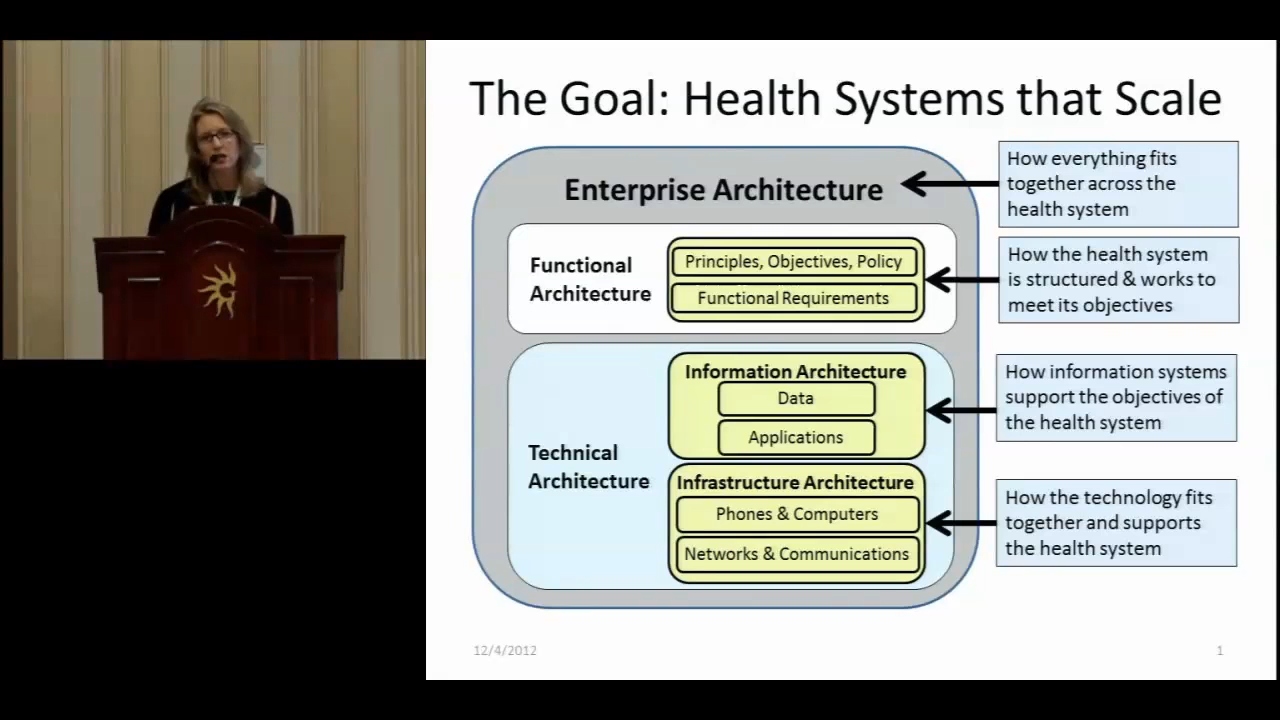 The Goal: Health Systems that Scale
Enterprise Architecture
How everything fits
together across the
health system
Functional
Architecture
Principles, Objectives, Policy
Functional Requirements
How the health system
is structured & works to
meet its objectives
Technical
Architecture
Information Architecture
Data
Applications
How information systems
support the objectives of
the health system
Infrastructure Architecture
Phones & Computers
Networks & Communications
How the technology fits
together and supports
the health system
12/4/2012
1